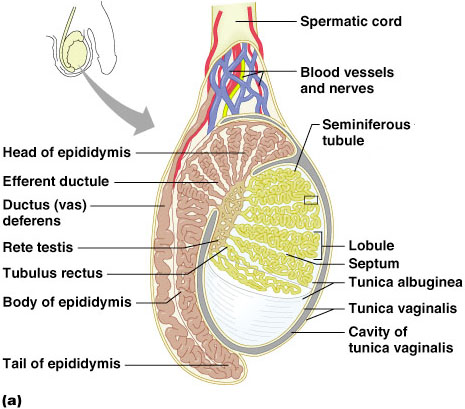 Spermatic cord
Blood vessels
and nerves
Seminiferous
tubule
Head of epididymis
Efferent ductule
Ductus (vas)
deferens
Rete testis
Tubulus rectus
Body of epididymis
Tail of epididymis
Lobule
Septum
Tunica albuginea
Tunica vaginalis
Cavity of
tunica vaginalis
(a)